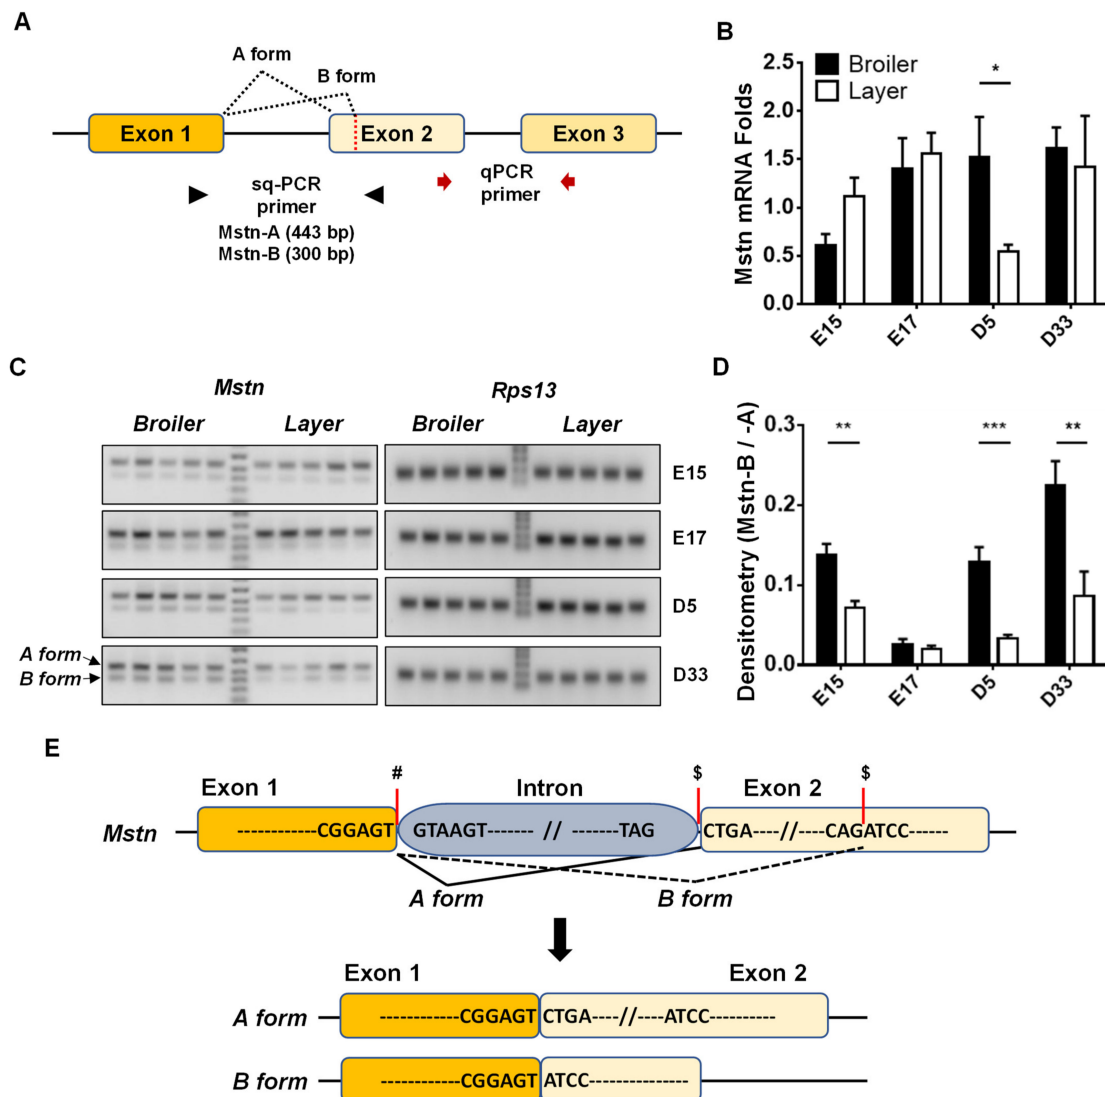 A
A form
B form
Exon 1
Exon 2
Exon 3
sq-PCR
primer
Mstn-A (443 bp)
Mstn-B (300 bp)
qPCR
primer
B
Mstn mRNA Folds
2.5
2.0
1.5
1.0
0.5
0.0
Broiler
Layer
*
E15
E17
D5
D33
C
Mstn
Rps13
Broiler
Layer
Broiler
Layer
E15
E17
D5
D33
A form
B form
D
Densitometry (Mstn-B / -A)
0.3
0.2
0.1
0.0
**
***
**
E15
E17
D5
D33
E
Exon 1
#
Intron
$
Exon 2
$
Mstn
------------CGGAGT
GTAAGT------- // -------TAG
CTGA----//----CAGATCC------
A form
B form
Exon 1
Exon 2
A form
------------CGGAGT
CTGA----//----ATCC----------
B form
------------CGGAGT
ATCC---------------